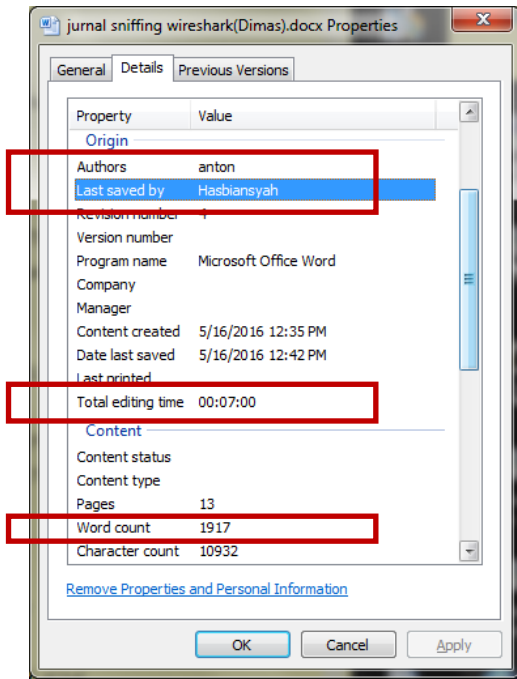 jurnal sniffing wireshark(Dimas).docx Properties
General Details Previous Versions
Property Value
Origin
Authors anton
Last saved by Hasbiansyah
Revision number
Version number
Program name Microsoft Office Word
Company
Manager
Content created 5/16/2016 12:35 PM
Date last saved 5/16/2016 12:42 PM
Last printed
Total editing time 00:07:00
Content
Content status
Content type
Pages 13
Word count 1917
Character count 10932
Remove Properties and Personal Information
OK Cancel Apply